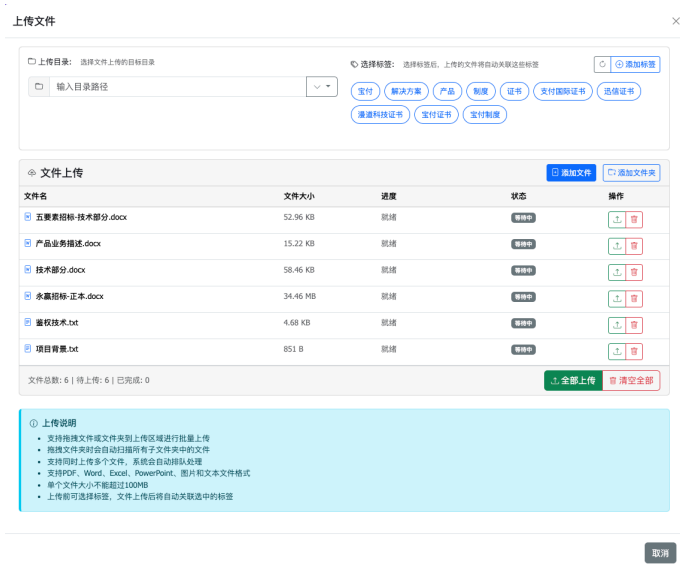 上传文件
上传目录: 选择文件上传的目标目录
输入目录路径
选择标签: 选择标签后，上传的文件将自动关联这些标签
添加标签
宝付 解决方案 产品 制度 证书 支付国际证书 迅信证书
漫道科技证书 宝付证书 宝付制度
文件上传 添加文件 添加文件夹
文件名 文件大小 进度 状态 操作
五要素招标-技术部分.docx 52.96 KB 就绪 等待中
产品业务描述.docx 15.22 KB 就绪 等待中
技术部分.docx 58.46 KB 就绪 等待中
永赢招标-正本.docx 34.46 MB 就绪 等待中
鉴权技术.txt 4.68 KB 就绪 等待中
项目背景.txt 851 B 就绪 等待中
文件总数: 6 | 待上传: 6 | 已完成: 0 全部上传 清空全部
上传说明
支持拖拽文件或文件夹到上传区域进行批量上传
拖拽文件夹时会自动扫描所有子文件夹中的文件
支持同时上传多个文件，系统会自动排队处理
支持PDF、Word、Excel、PowerPoint、图片和文本文件格式
单个文件大小不能超过100MB
上传前可选择标签，文件上传后将自动关联选中的标签
取消